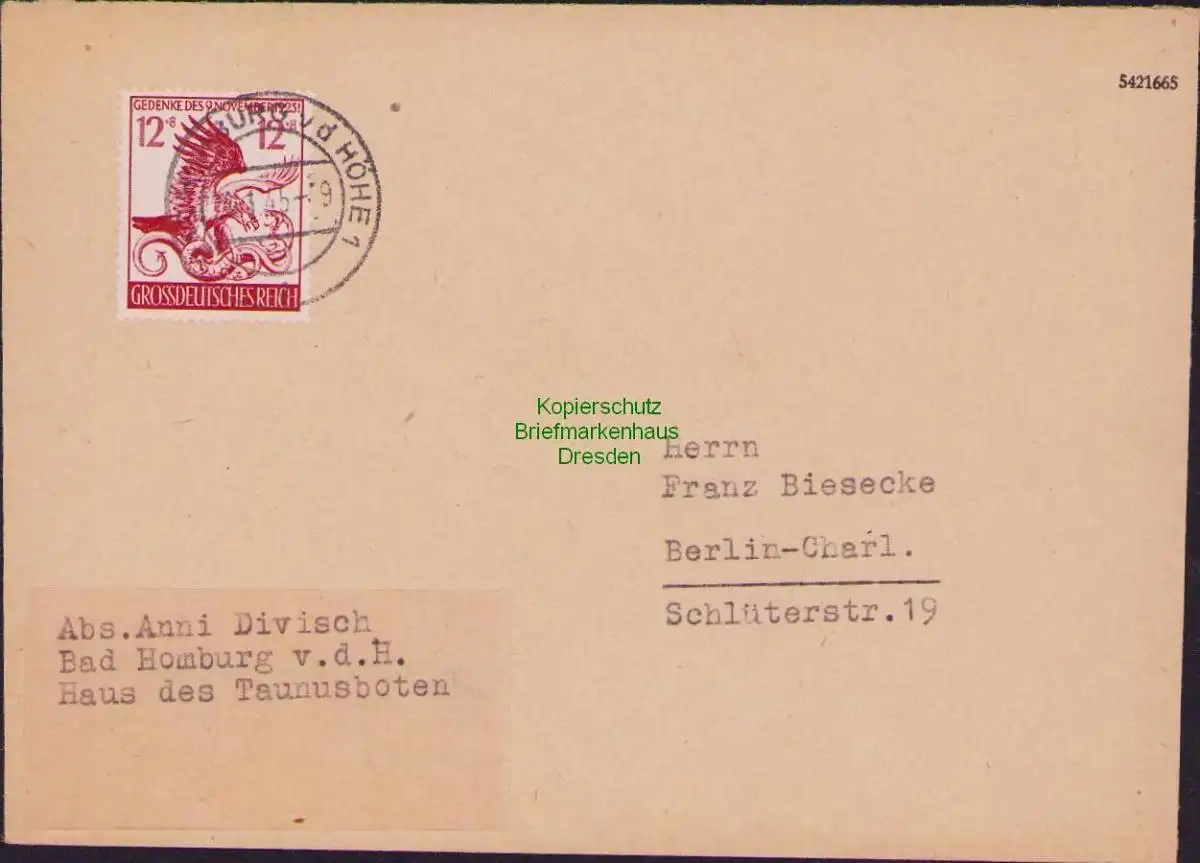 5421665
GEDENKE DES 9. NOVEMBER 1923!
12+8 12+8
GROSSDEUTSCHES REICH
BURG v d HÖHE 1
Kopierschutz
Briefmarkenhaus
Dresden
Herrn
Franz Biesecke
Berlin-Charl.
Schlüterstr.19
Abs.Anni Divisch
Bad Homburg v.d.H.
Haus des Taunusboten